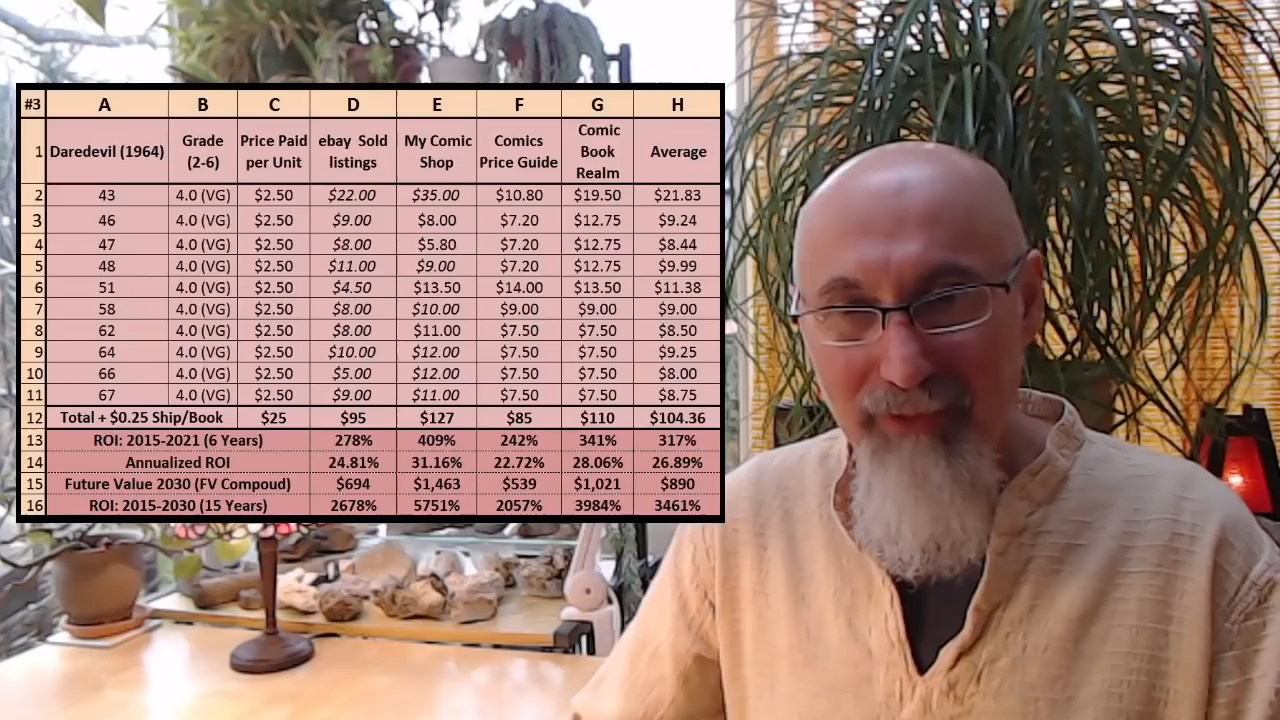 #3 A B C D E F G H
1 Daredevil (1964) Grade (2-6) Price Paid per Unit ebay Sold listings My Comic Shop Comics Price Guide Comic Book Realm Average
2 43 4.0 (VG) $2.50 $22.00 $35.00 $10.80 $19.50 $21.83
3 46 4.0 (VG) $2.50 $9.00 $8.00 $7.20 $12.75 $9.24
4 47 4.0 (VG) $2.50 $8.00 $5.80 $7.20 $12.75 $8.44
5 48 4.0 (VG) $2.50 $11.00 $9.00 $7.20 $12.75 $9.99
6 51 4.0 (VG) $2.50 $4.50 $13.50 $14.00 $13.50 $11.38
7 58 4.0 (VG) $2.50 $8.00 $10.00 $9.00 $9.00 $9.00
8 62 4.0 (VG) $2.50 $8.00 $11.00 $7.50 $7.50 $8.50
9 64 4.0 (VG) $2.50 $10.00 $12.00 $7.50 $7.50 $9.25
10 66 4.0 (VG) $2.50 $5.00 $12.00 $7.50 $7.50 $8.00
11 67 4.0 (VG) $2.50 $9.00 $11.00 $7.50 $7.50 $8.75
12 Total + $0.25 Ship/Book $25 $95 $127 $85 $110 $104.36
13 ROI: 2015-2021 (6 Years) 278% 409% 242% 341% 317%
14 Annualized ROI 24.81% 31.16% 22.72% 28.06% 26.89%
15 Future Value 2030 (FV Compoud) $694 $1,463 $539 $1,021 $890
16 ROI: 2015-2030 (15 Years) 2678% 5751% 2057% 3984% 3461%